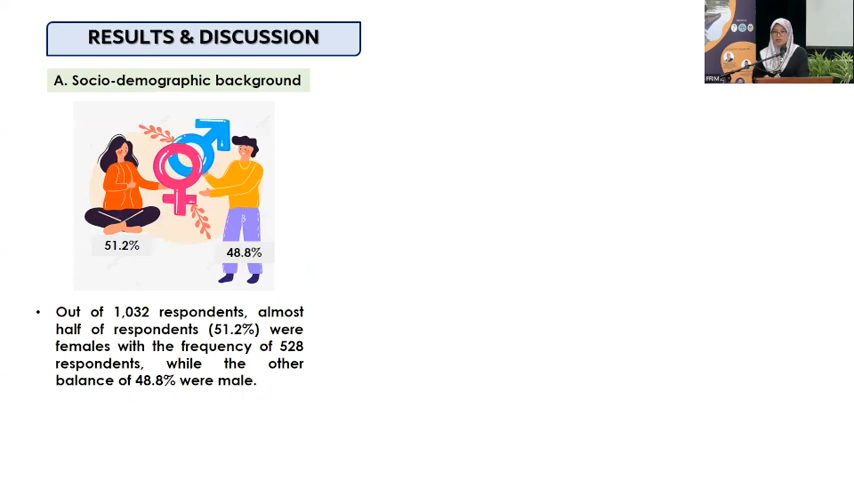 RESULTS & DISCUSSION
A. Socio-demographic background
51.2%
48.8%
• Out of 1,032 respondents, almost
half of respondents (51.2%) were
females with the frequency of 528
respondents, while the other
balance of 48.8% were male.